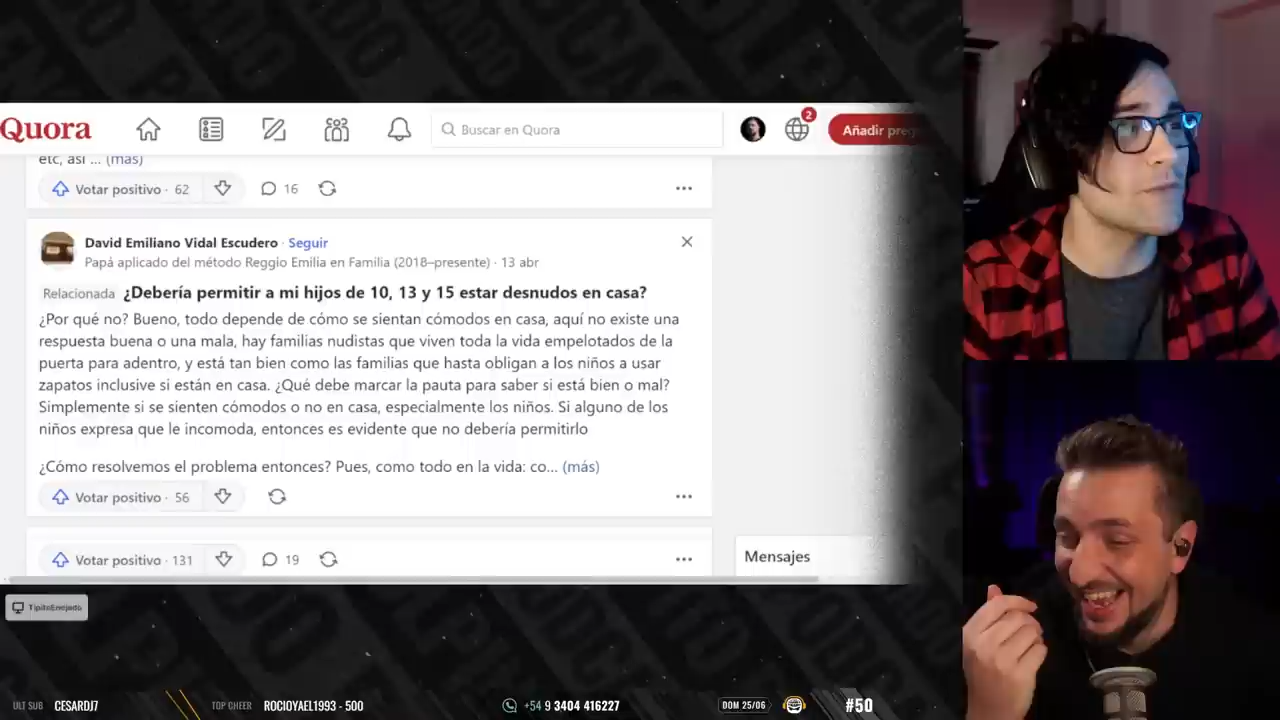 Quora
Buscar en Quora
2
Añadir preg
etc, así ... (más)
Votar positivo · 62
16
David Emiliano Vidal Escudero · Seguir
Papá aplicado del método Reggio Emilia en Familia (2018–presente) · 13 abr
Relacionada ¿Debería permitir a mi hijos de 10, 13 y 15 estar desnudos en casa?
¿Por qué no? Bueno, todo depende de cómo se sientan cómodos en casa, aquí no existe una
respuesta buena o una mala, hay familias nudistas que viven toda la vida empelotados de la
puerta para adentro, y está tan bien como las familias que hasta obligan a los niños a usar
zapatos inclusive si están en casa. ¿Qué debe marcar la pauta para saber si está bien o mal?
Simplemente si se sienten cómodos o no en casa, especialmente los niños. Si alguno de los
niños expresa que le incomoda, entonces es evidente que no debería permitirlo
¿Cómo resolvemos el problema entonces? Pues, como todo en la vida: co... (más)
Votar positivo · 56
Votar positivo · 131
19
Mensajes
TipitoEnojado
ULT SUB CESARDJ7
TOP CHEER ROCIOYAEL1993 - 500
+54 9 3404 416227
DOM 25/06
#50